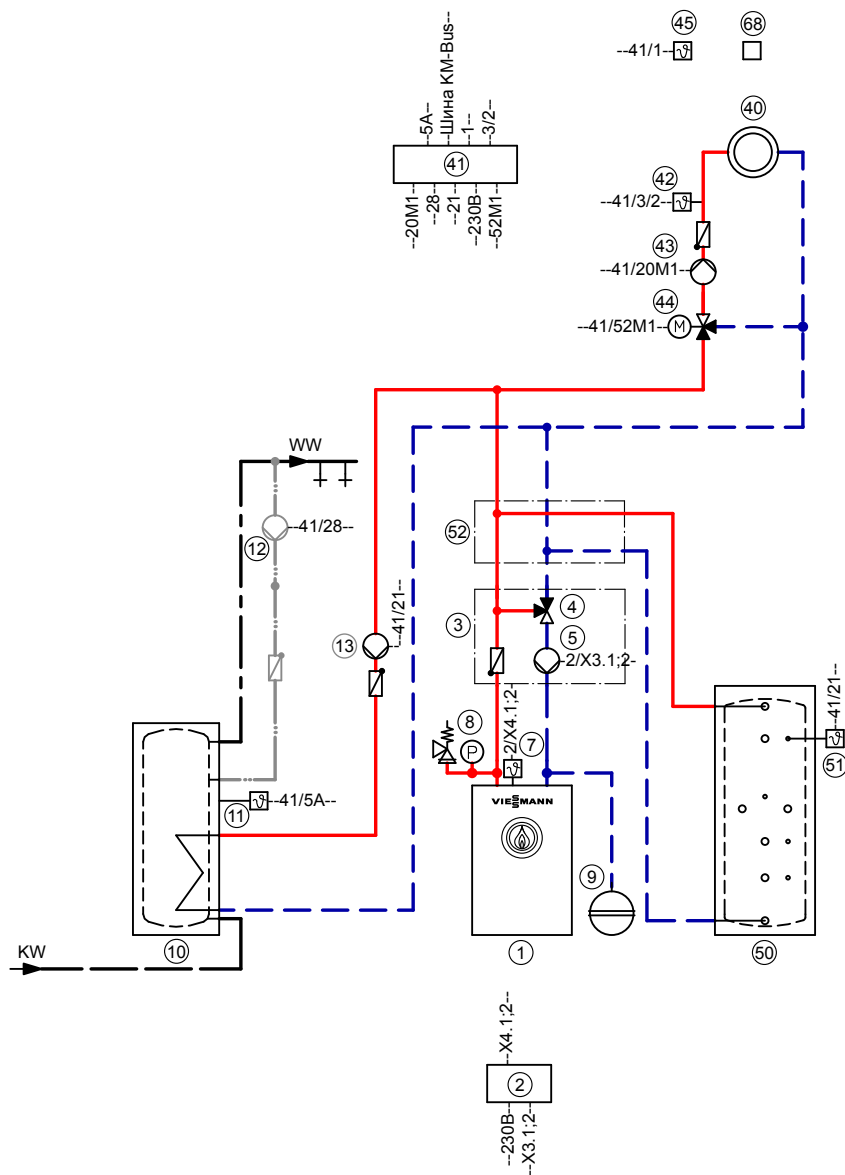 45
68
--41/1--
5A--
Шина KM-Bus--
1--
3/2--
41
--20M1
--28
--21
--230В
--52M1
40
42
--41/3/2--
43
--41/20M1--
44
--41/52M1--
M
WW
12
--41/28--
13
--41/21--
52
3
4
5
-2/X3.1;2-
8
P
-2/X4.1;2-
7
--41/21--
51
11
--41/5A--
VIESMANN
9
KW
10
1
50
--X4.1;2--
2
--230В
--X3.1;2--